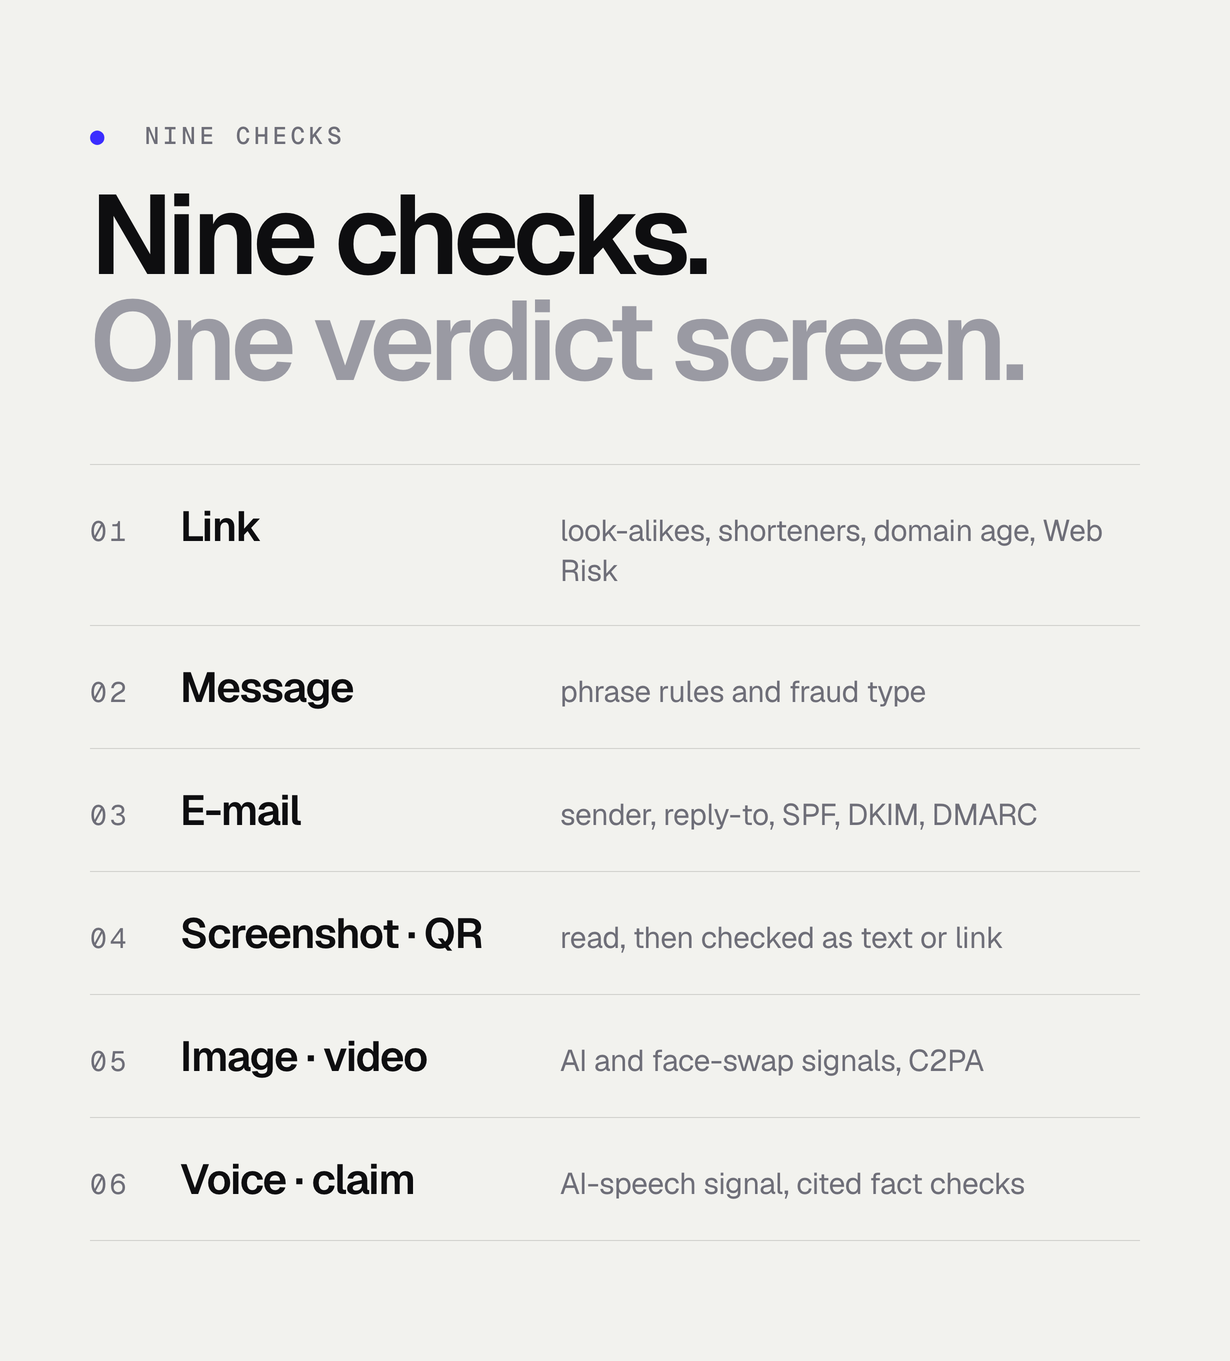 NINE CHECKS
Nine checks.
One verdict screen.
01 Link look-alikes, shorteners, domain age, Web
Risk
02 Message phrase rules and fraud type
03 E-mail sender, reply-to, SPF, DKIM, DMARC
04 Screenshot · QR read, then checked as text or link
05 Image · video AI and face-swap signals, C2PA
06 Voice · claim AI-speech signal, cited fact checks